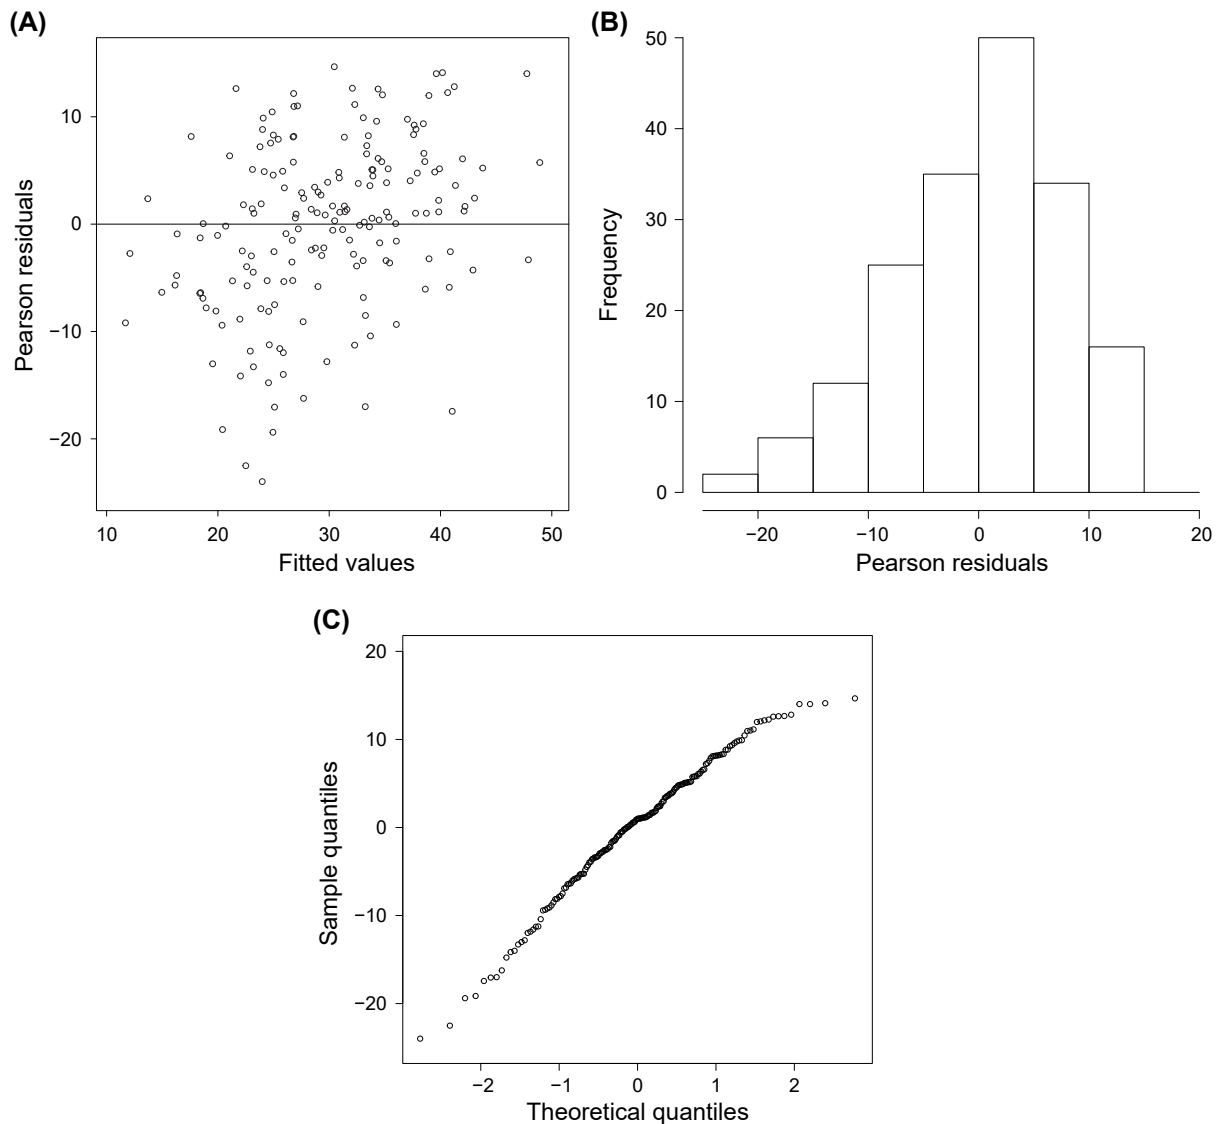 (A)
Pearson residuals
10
0
−10
−20
10 20 30 40 50
Fitted values
(B)
Frequency
50
40
30
20
10
0
−20 −10 0 10 20
Pearson residuals
(C)
Sample quantiles
20
10
0
−10
−20
−2 −1 0 1 2
Theoretical quantiles